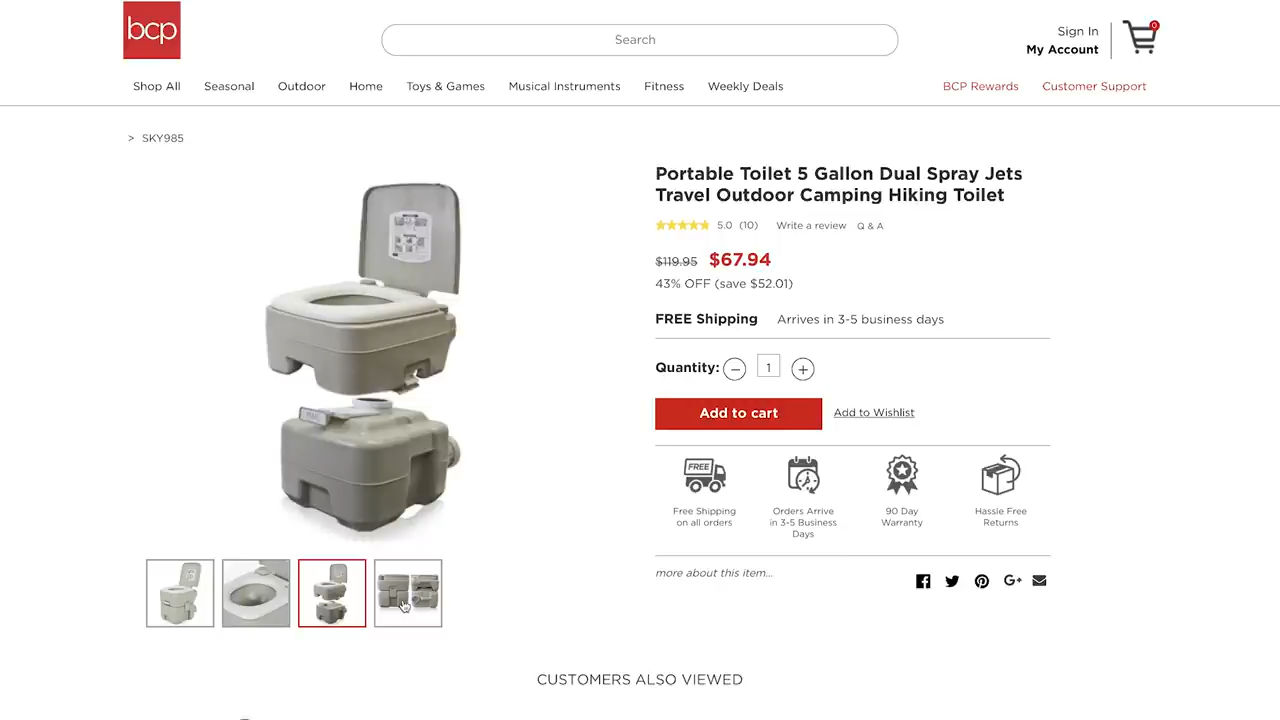 bcp
Search
Sign In
My Account
0
Shop All
Seasonal
Outdoor
Home
Toys & Games
Musical Instruments
Fitness
Weekly Deals
BCP Rewards
Customer Support
> SKY985
Portable Toilet 5 Gallon Dual Spray Jets
Travel Outdoor Camping Hiking Toilet
5.0 (10)
Write a review
Q & A
$119.95 $67.94
43% OFF (save $52.01)
FREE Shipping Arrives in 3-5 business days
Quantity: − 1 +
Add to cart
Add to Wishlist
FREE
Free Shipping
on all orders
Orders Arrive
in 3-5 Business
Days
90 Day
Warranty
Hassle Free
Returns
more about this item...
G+
CUSTOMERS ALSO VIEWED